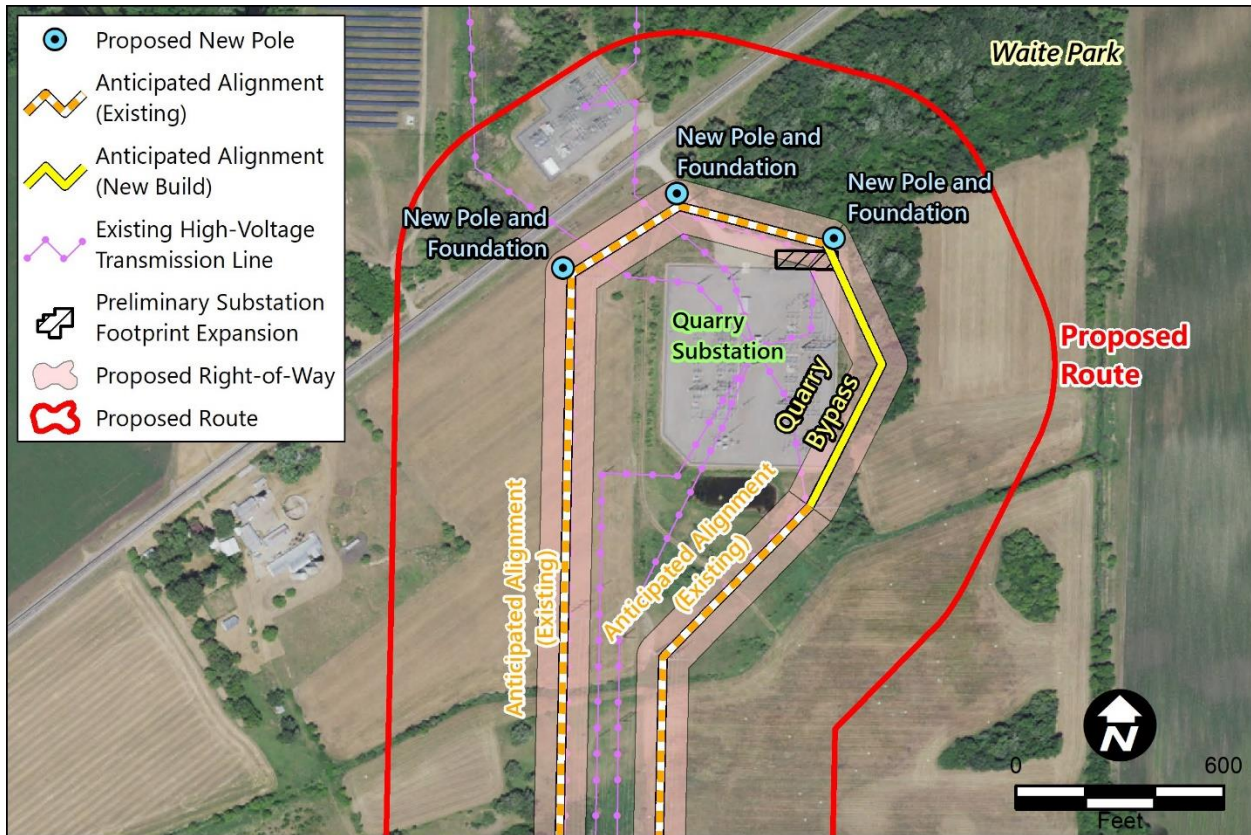 Proposed New Pole
Anticipated Alignment
(Existing)
Anticipated Alignment
(New Build)
Existing High-Voltage
Transmission Line
Preliminary Substation
Footprint Expansion
Proposed Right-of-Way
Proposed Route
Waite Park
New Pole and
Foundation
New Pole and
Foundation
New Pole and
Foundation
Quarry
Substation
Quarry
Bypass
Proposed
Route
Anticipated Alignment
(Existing)
Anticipated Alignment
(Existing)
N
0 600
Feet